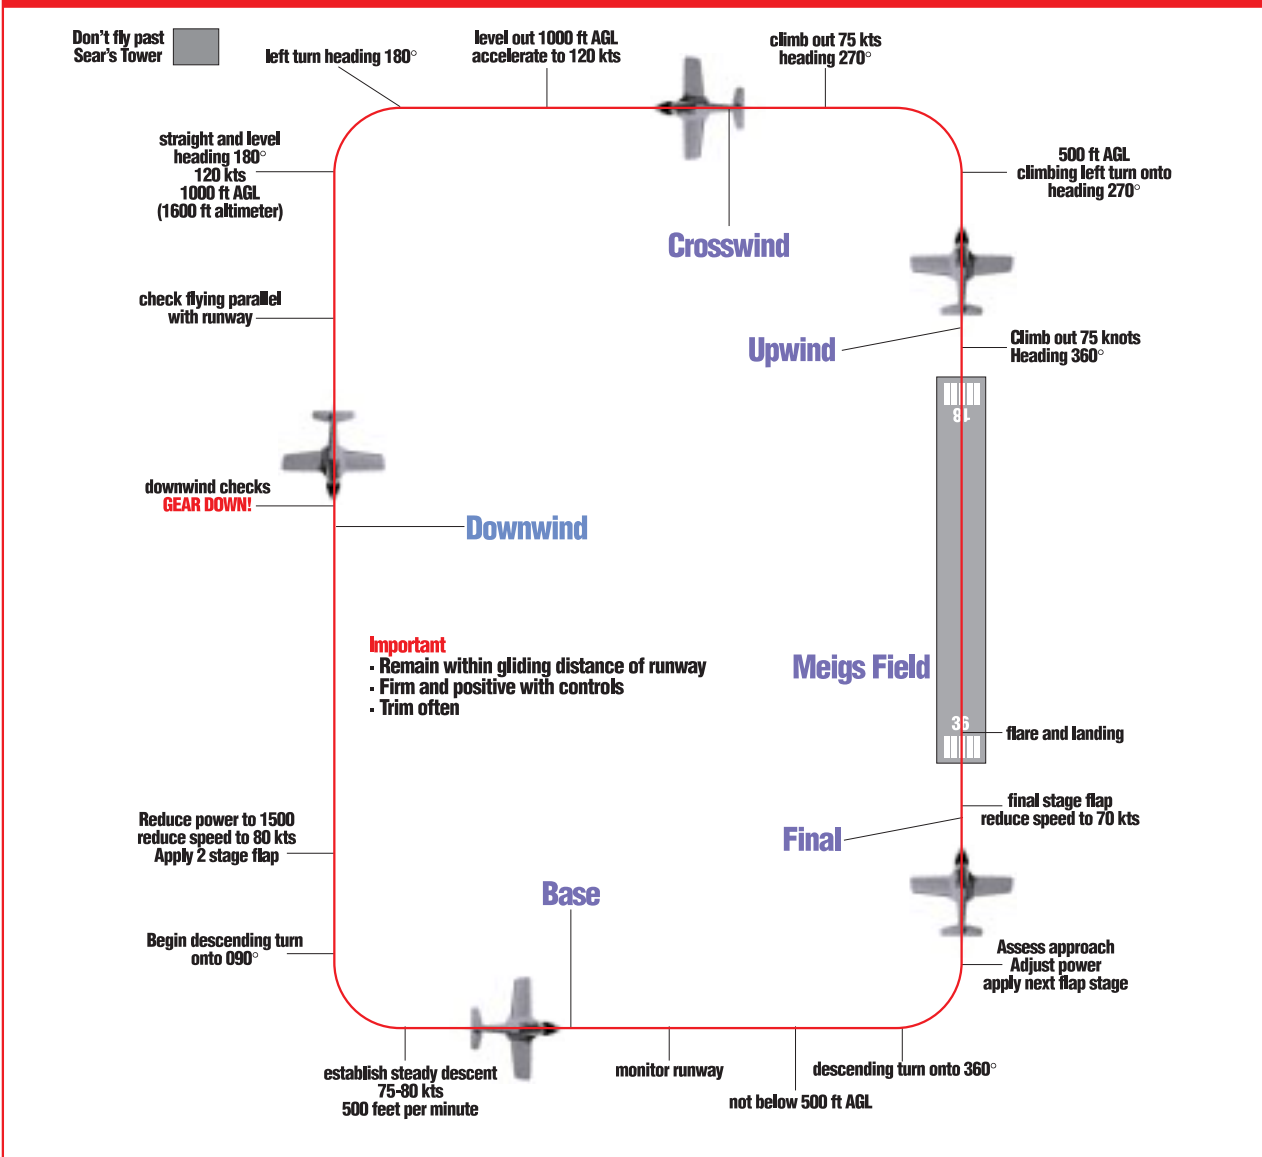 Don't fly past
Sear's Tower
left turn heading 180°
level out 1000 ft AGL
accelerate to 120 kts
climb out 75 kts
heading 270°
straight and level
heading 180°
120 kts
1000 ft AGL
(1600 ft altimeter)
500 ft AGL
climbing left turn onto
heading 270°
Crosswind
check flying parallel
with runway
Upwind
Climb out 75 knots
Heading 360°
18
downwind checks
GEAR DOWN!
Downwind
Important
- Remain within gliding distance of runway
- Firm and positive with controls
- Trim often
Meigs Field
36
flare and landing
Reduce power to 1500
reduce speed to 80 kts
Apply 2 stage flap
final stage flap
reduce speed to 70 kts
Final
Base
Begin descending turn
onto 090°
Assess approach
Adjust power
apply next flap stage
establish steady descent
75-80 kts
500 feet per minute
monitor runway
not below 500 ft AGL
descending turn onto 360°